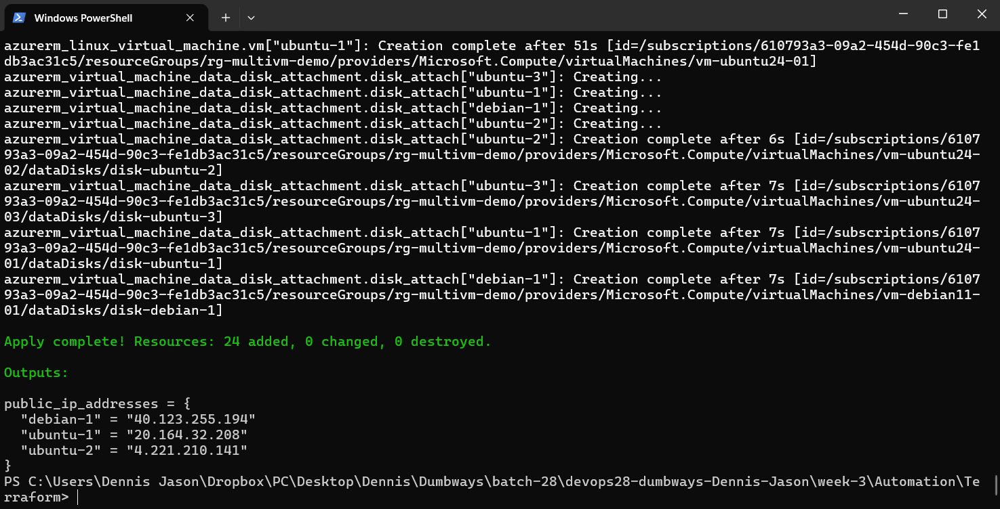 Windows PowerShell
azurerm_linux_virtual_machine.vm["ubuntu-1"]: Creation complete after 51s [id=/subscriptions/610793a3-09a2-454d-90c3-fe1
db3ac31c5/resourceGroups/rg-multivm-demo/providers/Microsoft.Compute/virtualMachines/vm-ubuntu24-01]
azurerm_virtual_machine_data_disk_attachment.disk_attach["ubuntu-3"]: Creating...
azurerm_virtual_machine_data_disk_attachment.disk_attach["ubuntu-1"]: Creating...
azurerm_virtual_machine_data_disk_attachment.disk_attach["debian-1"]: Creating...
azurerm_virtual_machine_data_disk_attachment.disk_attach["ubuntu-2"]: Creating...
azurerm_virtual_machine_data_disk_attachment.disk_attach["ubuntu-2"]: Creation complete after 6s [id=/subscriptions/6107
93a3-09a2-454d-90c3-fe1db3ac31c5/resourceGroups/rg-multivm-demo/providers/Microsoft.Compute/virtualMachines/vm-ubuntu24-
02/dataDisks/disk-ubuntu-2]
azurerm_virtual_machine_data_disk_attachment.disk_attach["ubuntu-3"]: Creation complete after 7s [id=/subscriptions/6107
93a3-09a2-454d-90c3-fe1db3ac31c5/resourceGroups/rg-multivm-demo/providers/Microsoft.Compute/virtualMachines/vm-ubuntu24-
03/dataDisks/disk-ubuntu-3]
azurerm_virtual_machine_data_disk_attachment.disk_attach["ubuntu-1"]: Creation complete after 7s [id=/subscriptions/6107
93a3-09a2-454d-90c3-fe1db3ac31c5/resourceGroups/rg-multivm-demo/providers/Microsoft.Compute/virtualMachines/vm-ubuntu24-
01/dataDisks/disk-ubuntu-1]
azurerm_virtual_machine_data_disk_attachment.disk_attach["debian-1"]: Creation complete after 7s [id=/subscriptions/6107
93a3-09a2-454d-90c3-fe1db3ac31c5/resourceGroups/rg-multivm-demo/providers/Microsoft.Compute/virtualMachines/vm-debian11-
01/dataDisks/disk-debian-1]
Apply complete! Resources: 24 added, 0 changed, 0 destroyed.
Outputs:
public_ip_addresses = {
  "debian-1" = "40.123.255.194"
  "ubuntu-1" = "20.164.32.208"
  "ubuntu-2" = "4.221.210.141"
}
PS C:\Users\Dennis Jason\Dropbox\PC\Desktop\Dennis\Dumbways\batch-28\devops28-dumbways-Dennis-Jason\week-3\Automation\Te
rraform>